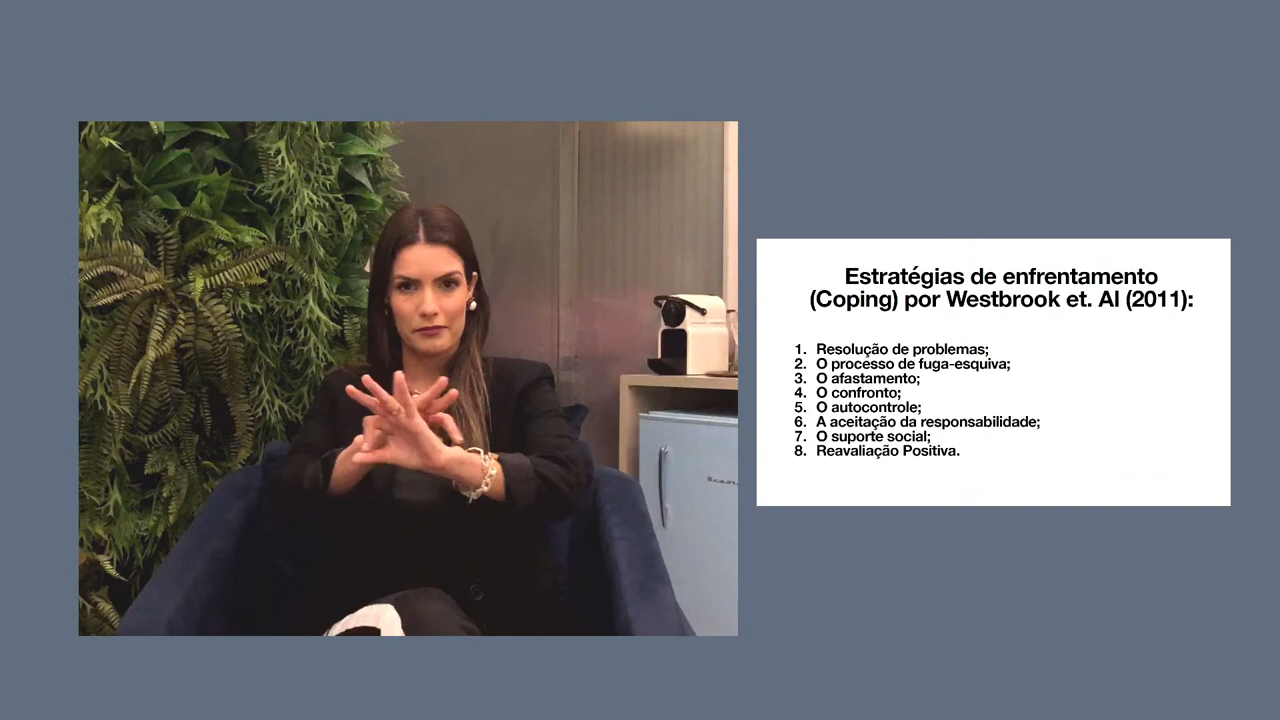 Estratégias de enfrentamento
(Coping) por Westbrook et. Al (2011):
1. Resolução de problemas;
2. O processo de fuga-esquiva;
3. O afastamento;
4. O confronto;
5. O autocontrole;
6. A aceitação da responsabilidade;
7. O suporte social;
8. Reavaliação Positiva.